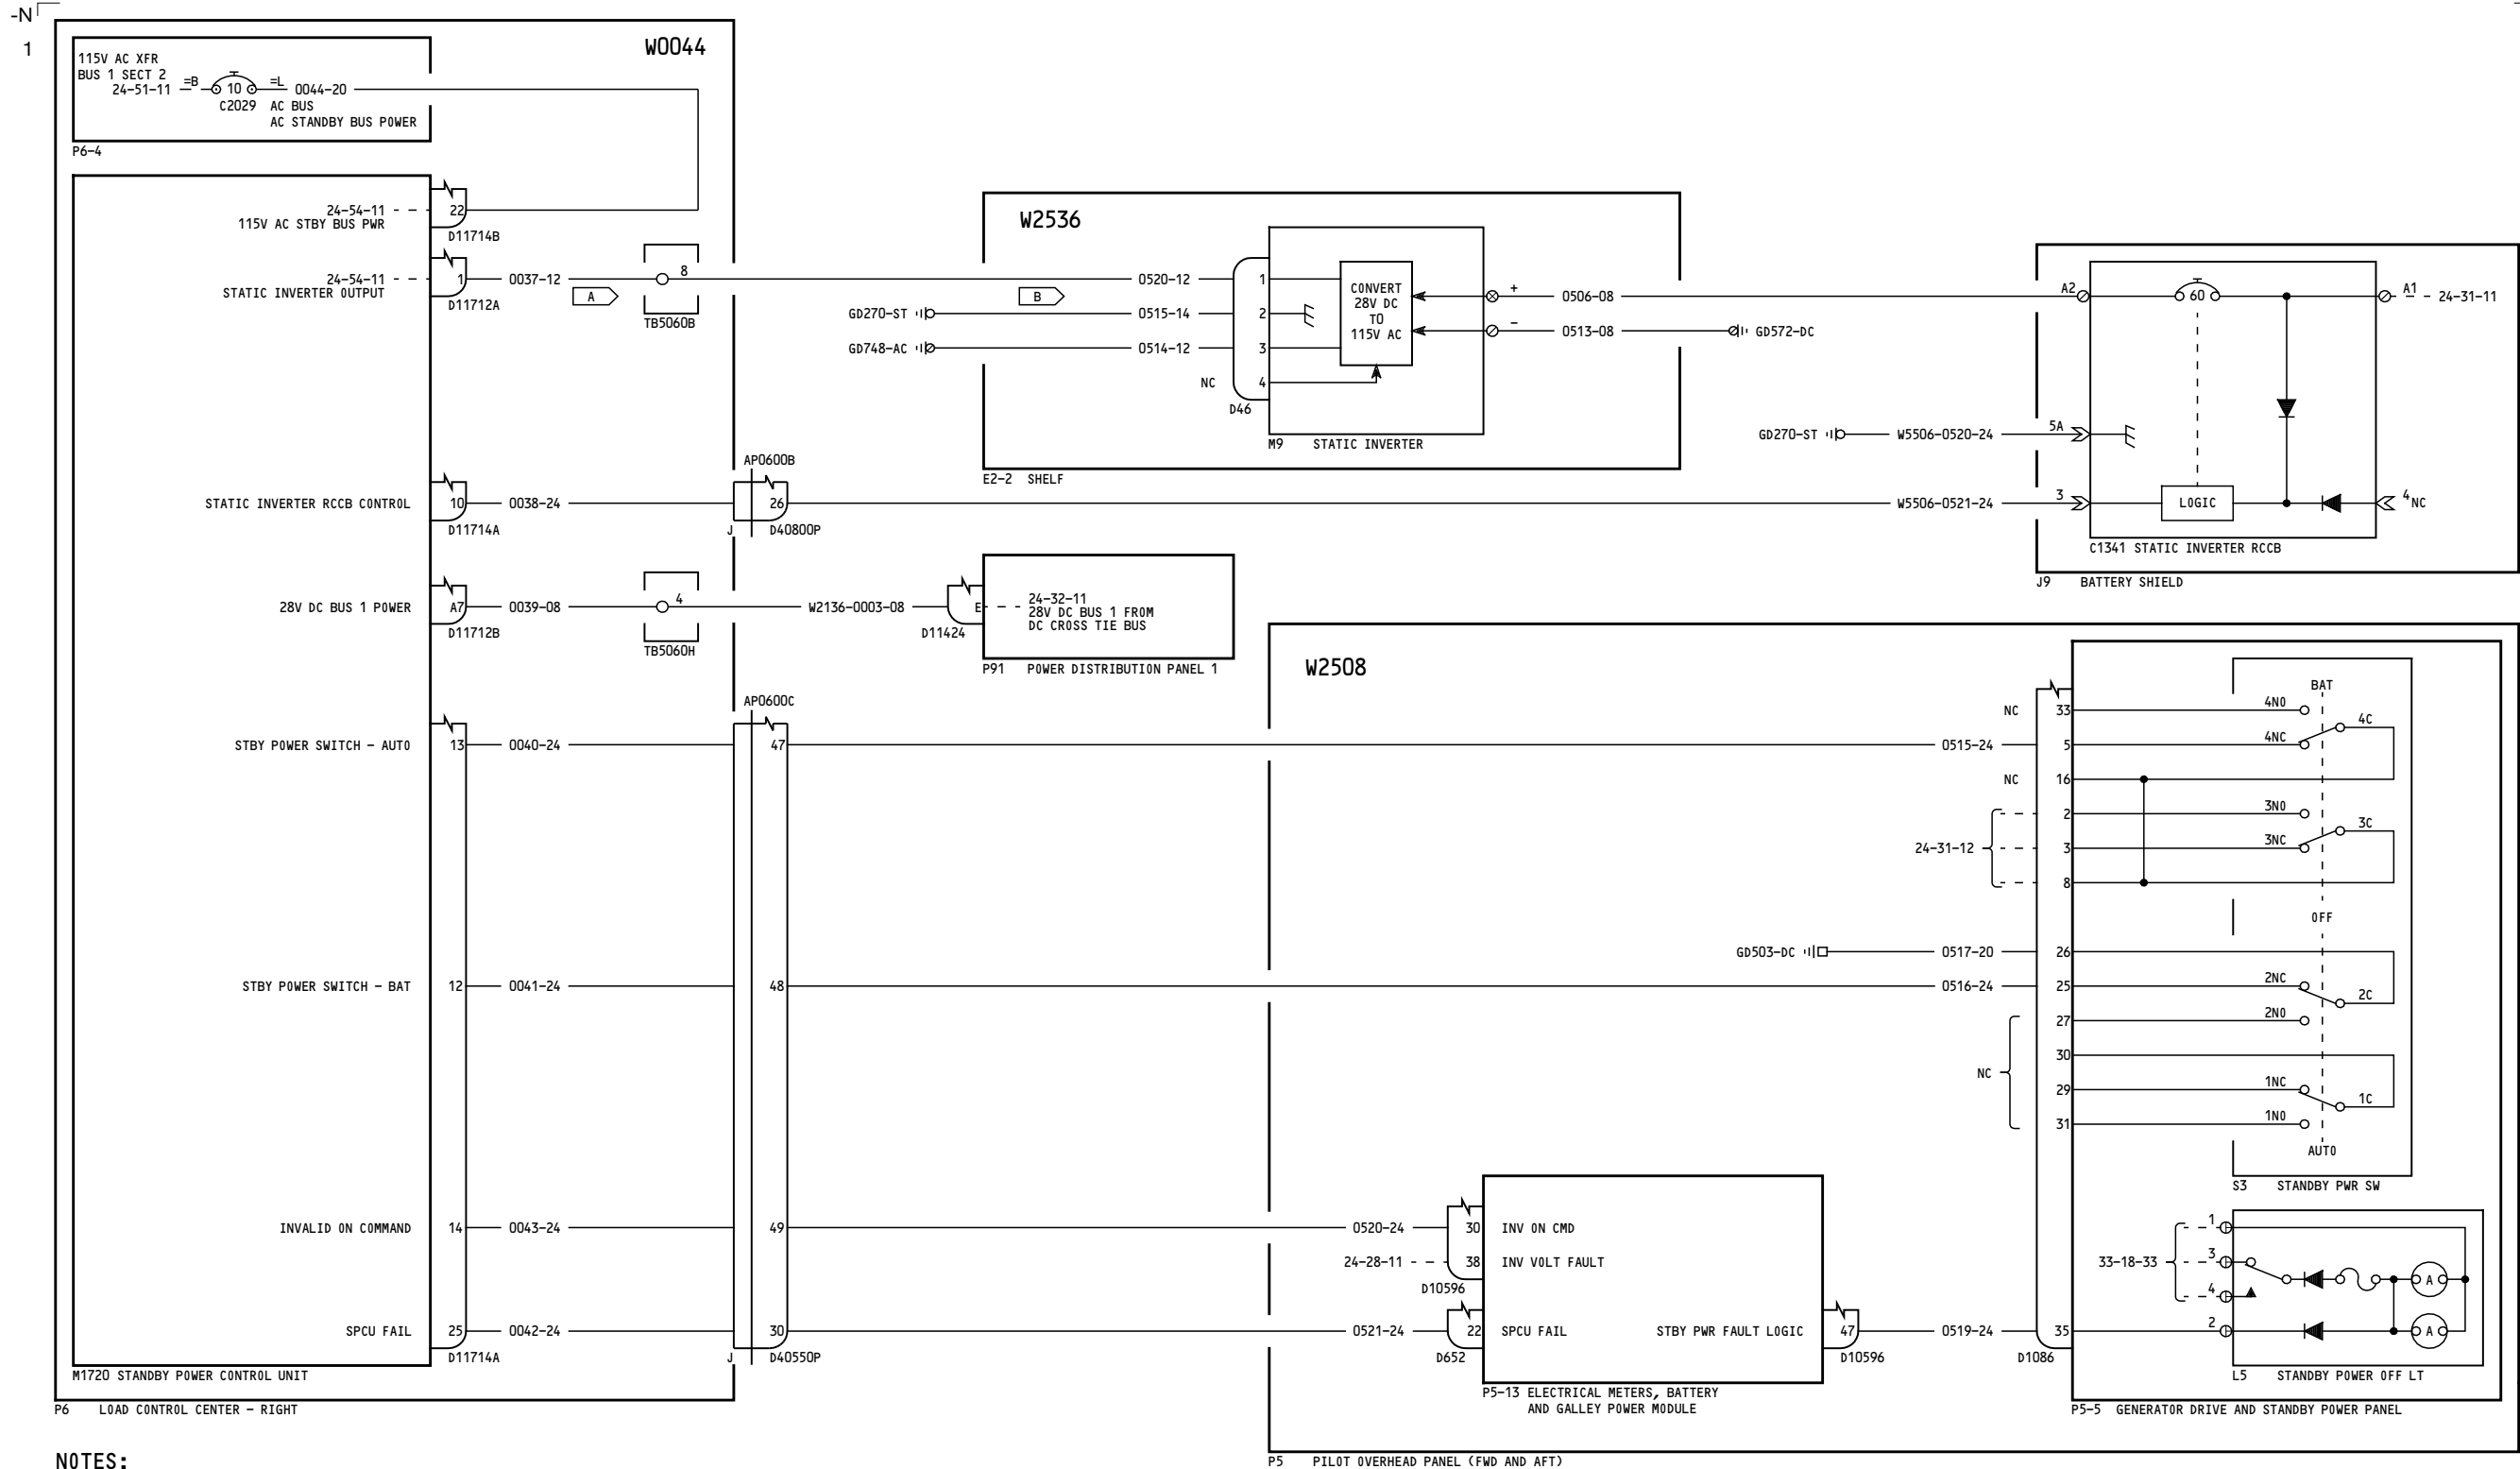 -N
1
W0044
115V AC XFR
BUS 1 SECT 2
24-51-11
=B
10
=L
0044-20
C2029
AC BUS
AC STANDBY BUS POWER
P6-4
24-54-11
115V AC STBY BUS PWR
22
D11714B
24-54-11
STATIC INVERTER OUTPUT
1
0037-12
A
8
D11712A
TB5060B
W2536
B
0520-12
1
GD270-ST
0515-14
2
GD748-AC
0514-12
3
NC
4
D46
CONVERT
28V DC
TO
115V AC
+
0506-08
-
0513-08
GD572-DC
M9 STATIC INVERTER
E2-2 SHELF
A2
60
A1
24-31-11
GD270-ST
W5506-0520-24
5A
W5506-0521-24
3
LOGIC
4
NC
C1341 STATIC INVERTER RCCB
J9 BATTERY SHIELD
STATIC INVERTER RCCB CONTROL
10
0038-24
AP0600B
26
D11714A
J
D40800P
28V DC BUS 1 POWER
A7
0039-08
4
W2136-0003-08
E
D11712B
TB5060H
D11424
24-32-11
28V DC BUS 1 FROM
DC CROSS TIE BUS
P91 POWER DISTRIBUTION PANEL 1
W2508
AP0600C
STBY POWER SWITCH - AUTO
13
0040-24
47
0515-24
STBY POWER SWITCH - BAT
12
0041-24
48
0516-24
INVALID ON COMMAND
14
0043-24
49
0520-24
30
INV ON CMD
24-28-11
38
INV VOLT FAULT
D10596
SPCU FAIL
25
0042-24
30
0521-24
22
SPCU FAIL
STBY PWR FAULT LOGIC
47
0519-24
35
D11714A
J
D40550P
D652
D10596
D1086
M1720 STANDBY POWER CONTROL UNIT
P6 LOAD CONTROL CENTER - RIGHT
P5-13 ELECTRICAL METERS, BATTERY
AND GALLEY POWER MODULE
BAT
NC
33
4NO
4C
5
4NC
NC
16
2
3NO
3C
24-31-12
3
3NC
8
OFF
GD503-DC
0517-20
26
25
2NC
2C
27
2NO
NC
30
29
1NC
1C
31
1NO
AUTO
S3 STANDBY PWR SW
33-18-33
1
3
4
2
A
A
L5 STANDBY POWER OFF LT
P5-5 GENERATOR DRIVE AND STANDBY POWER PANEL
P5 PILOT OVERHEAD PANEL (FWD AND AFT)
NOTES: